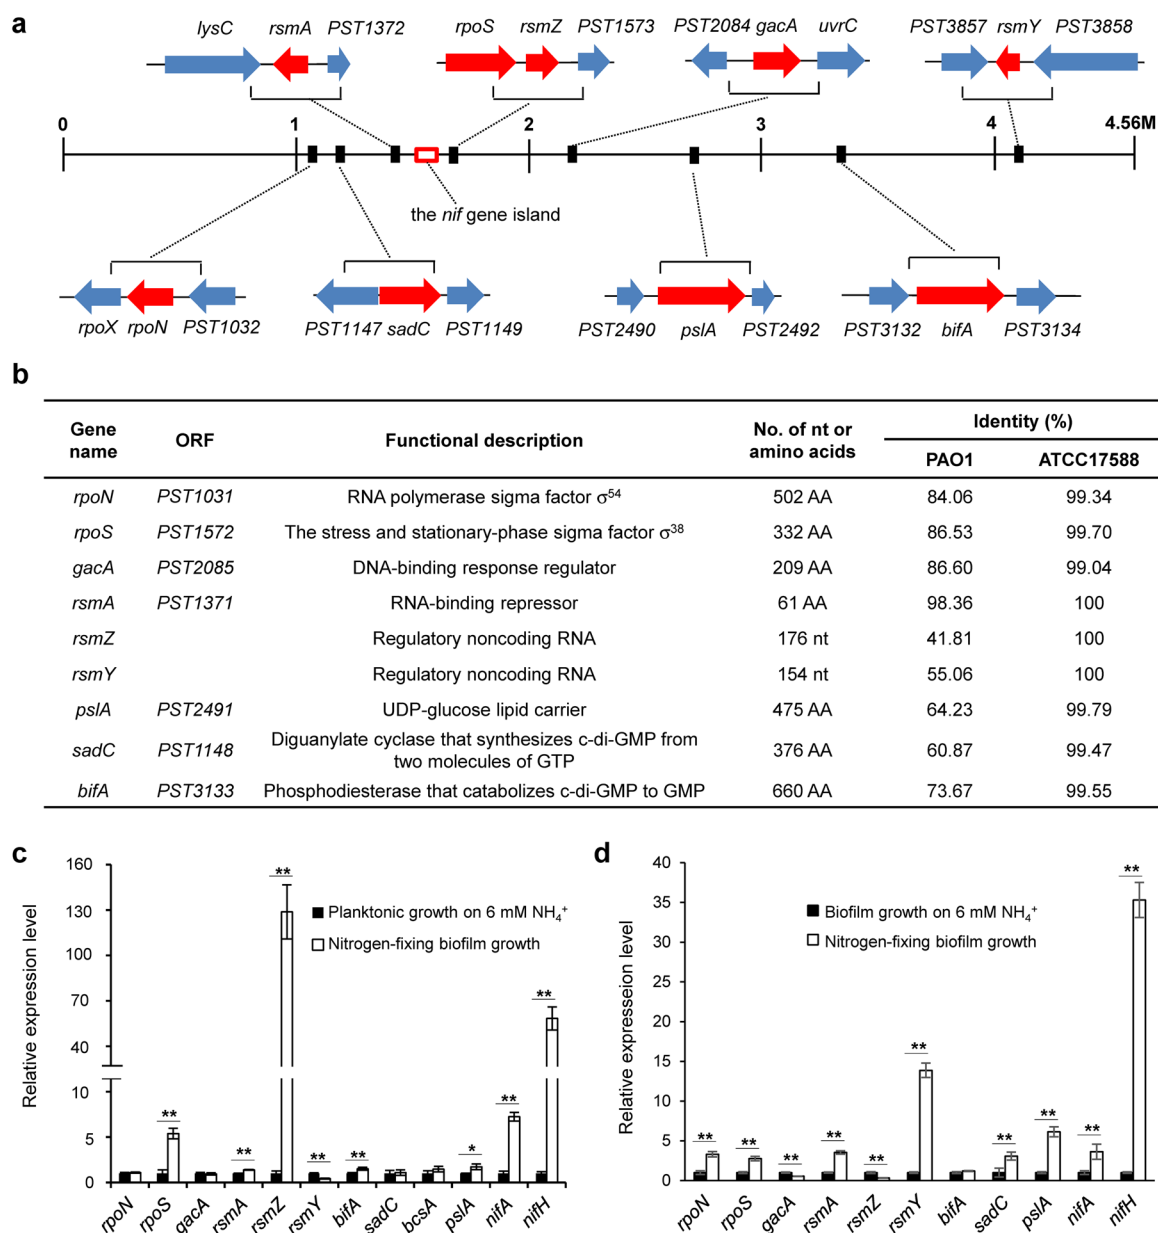 a
lysC rsmA PST1372 rpoS rsmZ PST1573 PST2084 gacA uvrC PST3857 rsmY PST3858
0 1 2 3 4 4.56M
the nif gene island
rpoX rpoN PST1032 PST1147 sadC PST1149 PST2490 pslA PST2492 PST3132 bifA PST3134
b
Gene name ORF Functional description No. of nt or amino acids Identity (%)
PAO1 ATCC17588
rpoN PST1031 RNA polymerase sigma factor σ⁵⁴ 502 AA 84.06 99.34
rpoS PST1572 The stress and stationary-phase sigma factor σ³⁸ 332 AA 86.53 99.70
gacA PST2085 DNA-binding response regulator 209 AA 86.60 99.04
rsmA PST1371 RNA-binding repressor 61 AA 98.36 100
rsmZ Regulatory noncoding RNA 176 nt 41.81 100
rsmY Regulatory noncoding RNA 154 nt 55.06 100
pslA PST2491 UDP-glucose lipid carrier 475 AA 64.23 99.79
sadC PST1148 Diguanylate cyclase that synthesizes c-di-GMP from two molecules of GTP 376 AA 60.87 99.47
bifA PST3133 Phosphodiesterase that catabolizes c-di-GMP to GMP 660 AA 73.67 99.55
c
Relative expression level
160
130
100
70
40
10
5
0
Planktonic growth on 6 mM NH₄⁺
Nitrogen-fixing biofilm growth
** ** ** ** ** * ** **
rpoN rpoS gacA rsmA rsmZ rsmY bifA sadC bcsA pslA nifA nifH
d
Relative expresseion level
40
35
30
25
20
15
10
5
0
Biofilm growth on 6 mM NH₄⁺
Nitrogen-fixing biofilm growth
** ** ** ** ** ** ** ** ** **
rpoN rpoS gacA rsmA rsmZ rsmY bifA sadC pslA nifA nifH